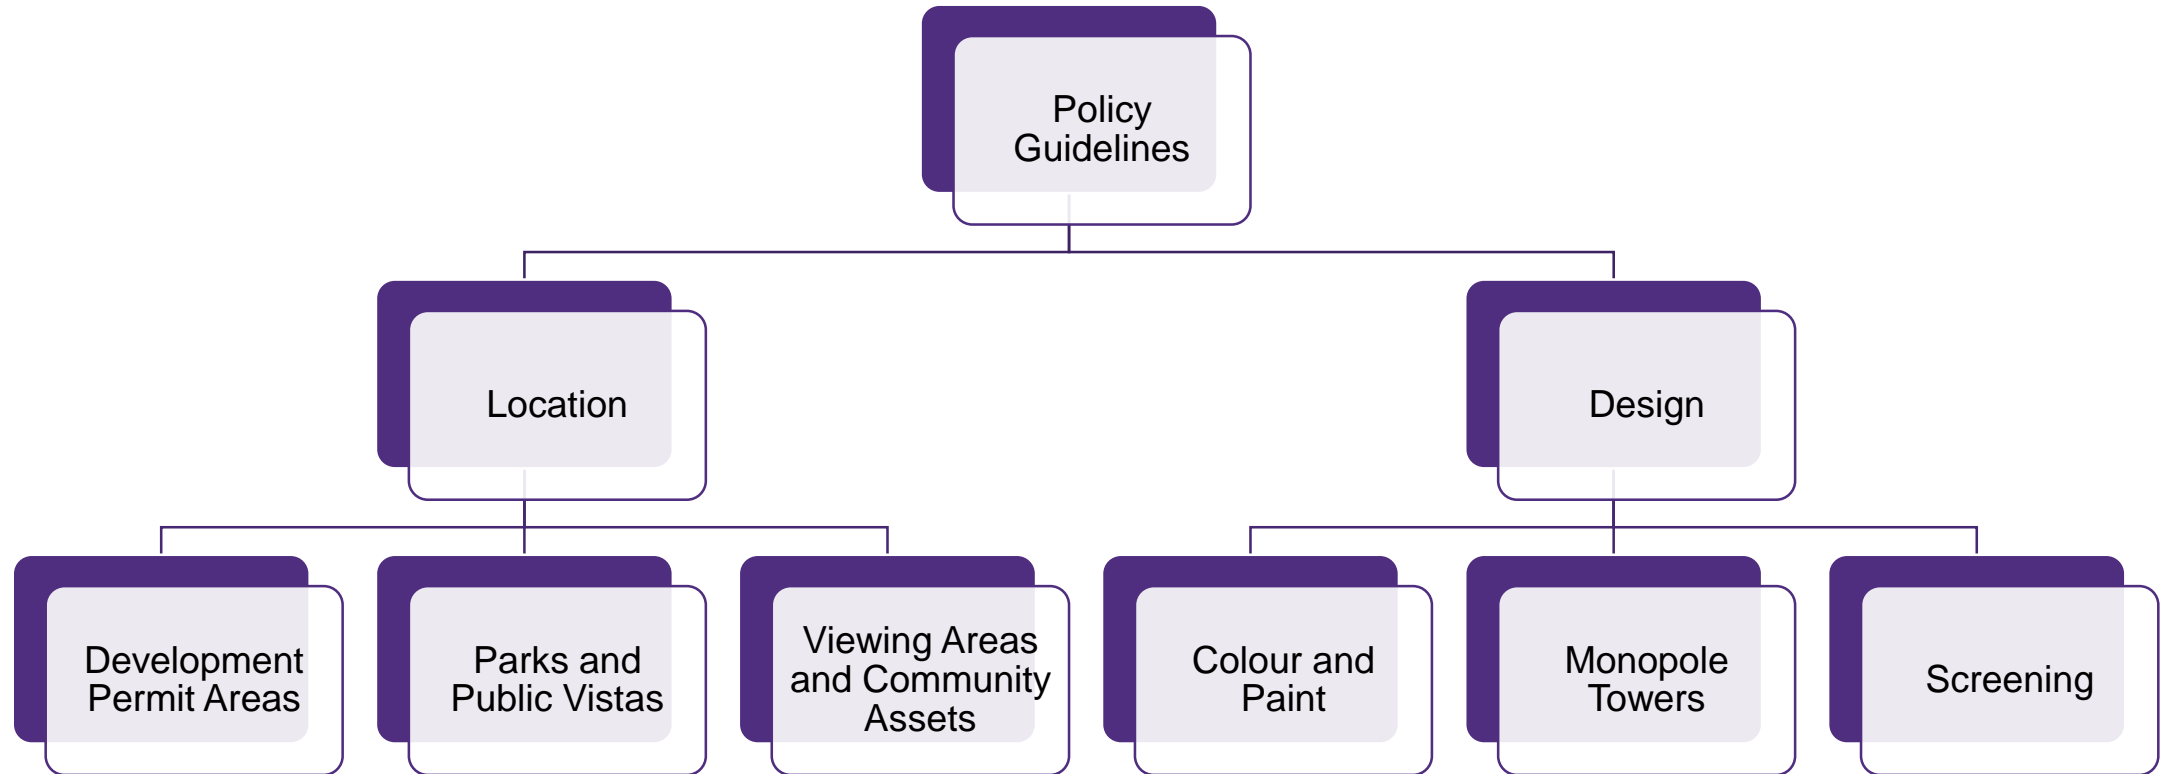 Policy
Guidelines
Location
Design
Development
Permit Areas
Parks and
Public Vistas
Viewing Areas
and Community
Assets
Colour and
Paint
Monopole
Towers
Screening